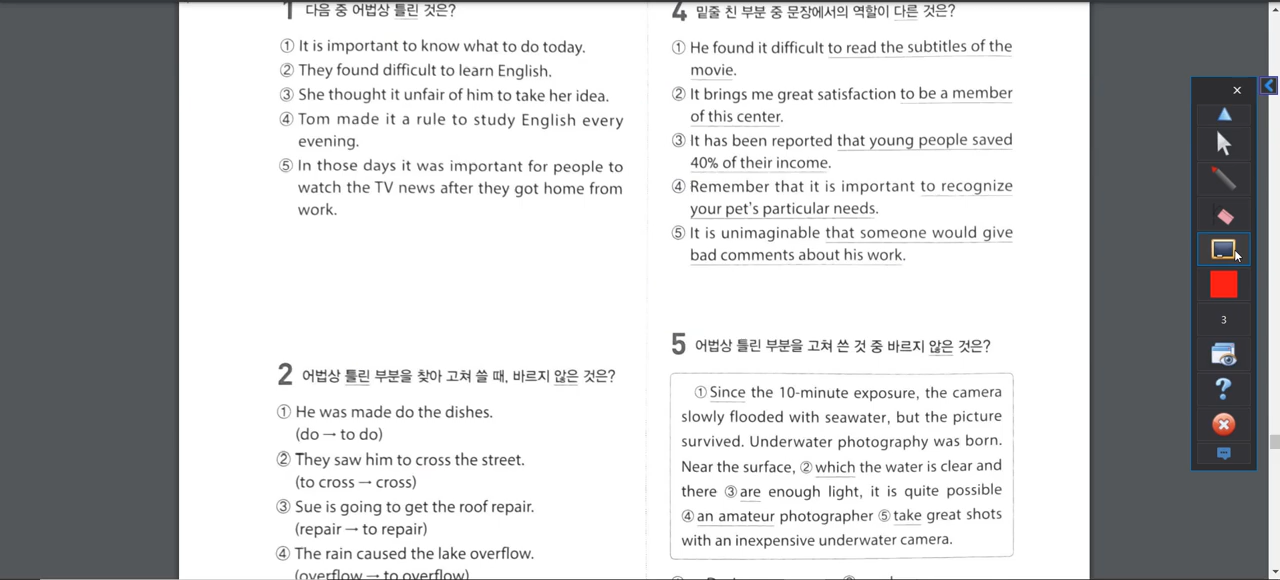 1 다음 중 어법상 틀린 것은?
① It is important to know what to do today.
② They found difficult to learn English.
③ She thought it unfair of him to take her idea.
④ Tom made it a rule to study English every
evening.
⑤ In those days it was important for people to
watch the TV news after they got home from
work.
2 어법상 틀린 부분을 찾아 고쳐 쓸 때, 바르지 않은 것은?
① He was made do the dishes.
(do → to do)
② They saw him to cross the street.
(to cross → cross)
③ Sue is going to get the roof repair.
(repair → to repair)
④ The rain caused the lake overflow.
(overflow → to overflow)
4 밑줄 친 부분 중 문장에서의 역할이 다른 것은?
① He found it difficult to read the subtitles of the
movie.
② It brings me great satisfaction to be a member
of this center.
③ It has been reported that young people saved
40% of their income.
④ Remember that it is important to recognize
your pet's particular needs.
⑤ It is unimaginable that someone would give
bad comments about his work.
5 어법상 틀린 부분을 고쳐 쓴 것 중 바르지 않은 것은?
① Since the 10-minute exposure, the camera
slowly flooded with seawater, but the picture
survived. Underwater photography was born.
Near the surface, ② which the water is clear and
there ③ are enough light, it is quite possible
④ an amateur photographer ⑤ take great shots
with an inexpensive underwater camera.
3